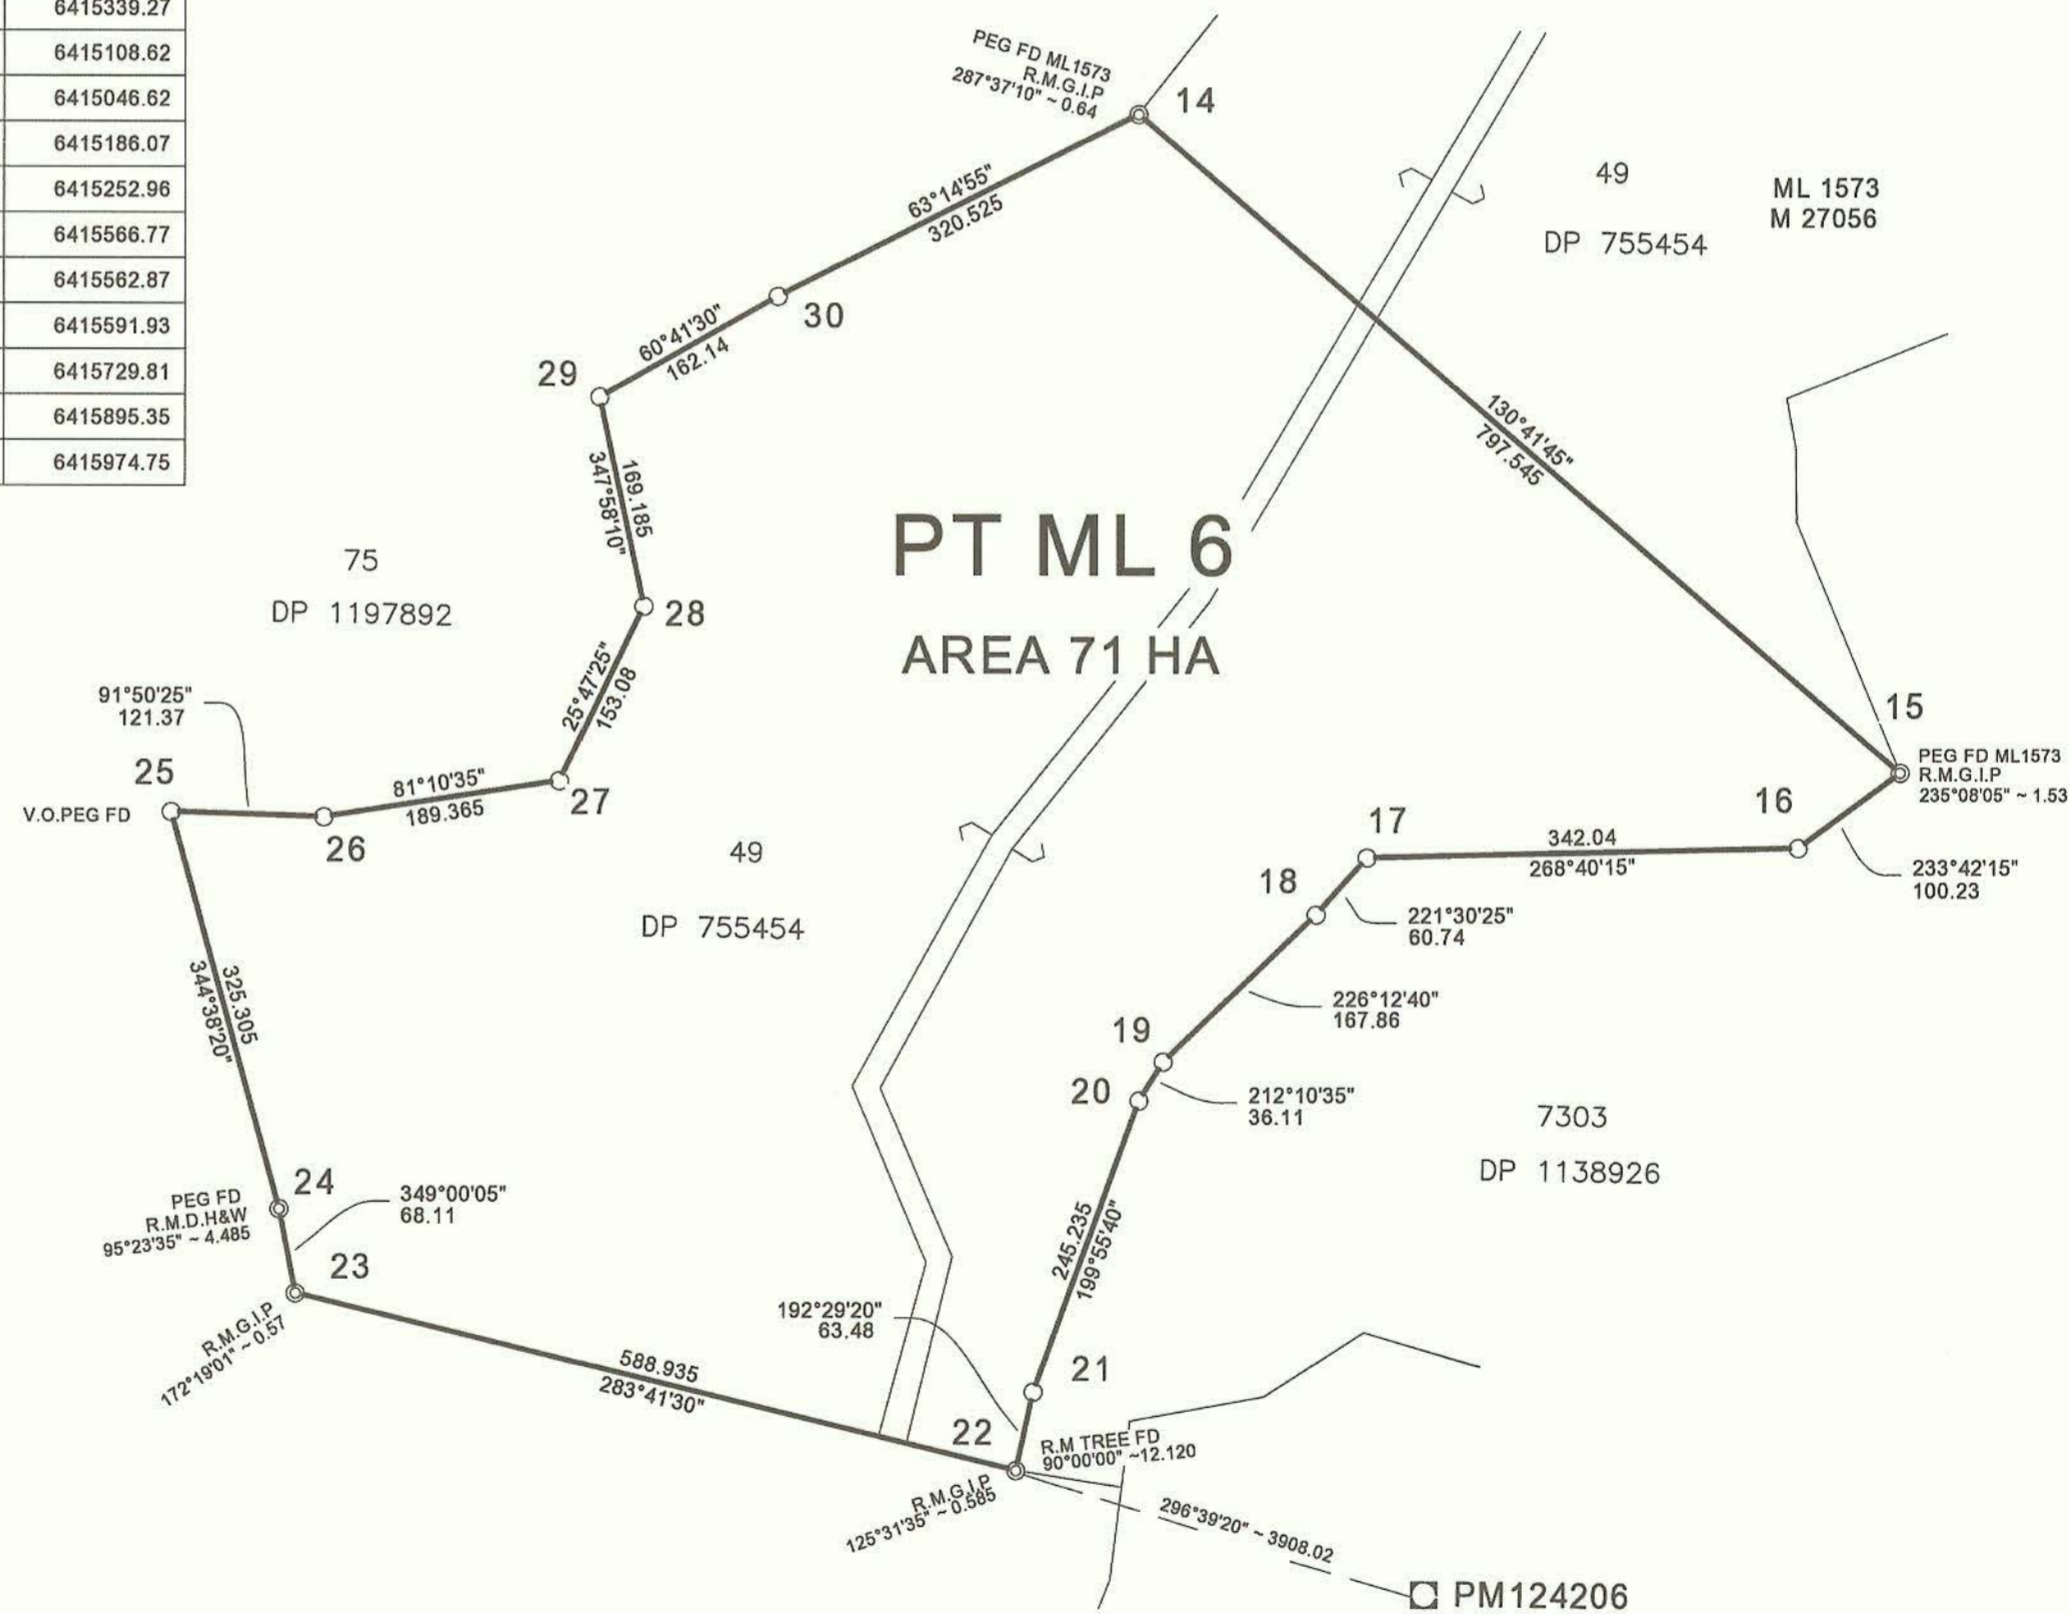 6415339.27
6415108.62
6415046.62
6415186.07
6415252.96
6415566.77
6415562.87
6415591.93
6415729.81
6415895.35
6415974.75
PEG FD ML1573
R.M.G.I.P
287°37'10" ~ 0.64
14
49
DP 755454
ML 1573
M 27056
63°14'55"
320.525
30
60°41'30"
162.14
29
130°41'45"
797.545
169.185
347°58'10"
PT ML 6
AREA 71 HA
75
DP 1197892
28
25°47'25"
153.08
91°50'25"
121.37
25
V.O.PEG FD
81°10'35"
189.365
27
26
15
PEG FD ML1573
R.M.G.I.P
235°08'05" ~ 1.53
16
17
342.04
268°40'15"
233°42'15"
100.23
18
221°30'25"
60.74
49
DP 755454
325.305
344°38'20"
226°12'40"
167.86
19
20
212°10'35"
36.11
7303
DP 1138926
24
PEG FD
R.M.D.H&W
95°23'35" ~ 4.485
349°00'05"
68.11
23
R.M.G.I.P
172°19'01" ~ 0.57
245.235
199°55'40"
192°29'20"
63.48
21
588.935
283°41'30"
22
R.M TREE FD
90°00'00" ~12.120
R.M.G.I.P
125°31'35" ~ 0.585
296°39'20" ~ 3908.02
PM124206